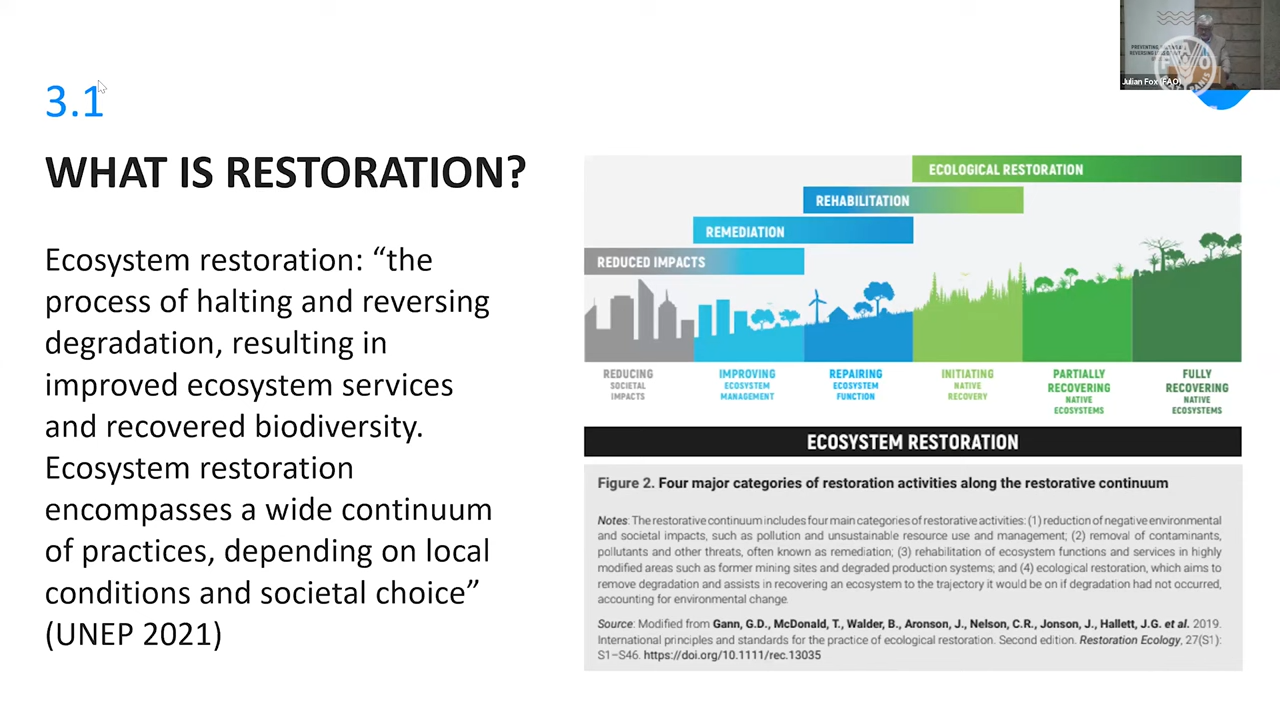 3.1
WHAT IS RESTORATION?
Ecosystem restoration: “the
process of halting and reversing
degradation, resulting in
improved ecosystem services
and recovered biodiversity.
Ecosystem restoration
encompasses a wide continuum
of practices, depending on local
conditions and societal choice”
(UNEP 2021)
Julian Fox (FAO)
ECOLOGICAL RESTORATION
REHABILITATION
REMEDIATION
REDUCED IMPACTS
REDUCING
SOCIETAL
IMPACTS
IMPROVING
ECOSYSTEM
MANAGEMENT
REPAIRING
ECOSYSTEM
FUNCTION
INITIATING
NATIVE
RECOVERY
PARTIALLY
RECOVERING
NATIVE
ECOSYSTEMS
FULLY
RECOVERING
NATIVE
ECOSYSTEMS
ECOSYSTEM RESTORATION
Figure 2. Four major categories of restoration activities along the restorative continuum
Notes: The restorative continuum includes four main categories of restorative activities: (1) reduction of negative environmental
and societal impacts, such as pollution and unsustainable resource use and management; (2) removal of contaminants,
pollutants and other threats, often known as remediation; (3) rehabilitation of ecosystem functions and services in highly
modified areas such as former mining sites and degraded production systems; and (4) ecological restoration, which aims to
remove degradation and assists in recovering an ecosystem to the trajectory it would be on if degradation had not occurred,
accounting for environmental change.
Source: Modified from Gann, G.D., McDonald, T., Walder, B., Aronson, J., Nelson, C.R., Jonson, J., Hallett, J.G. et al. 2019.
International principles and standards for the practice of ecological restoration. Second edition. Restoration Ecology, 27(S1):
S1–S46. https://doi.org/10.1111/rec.13035